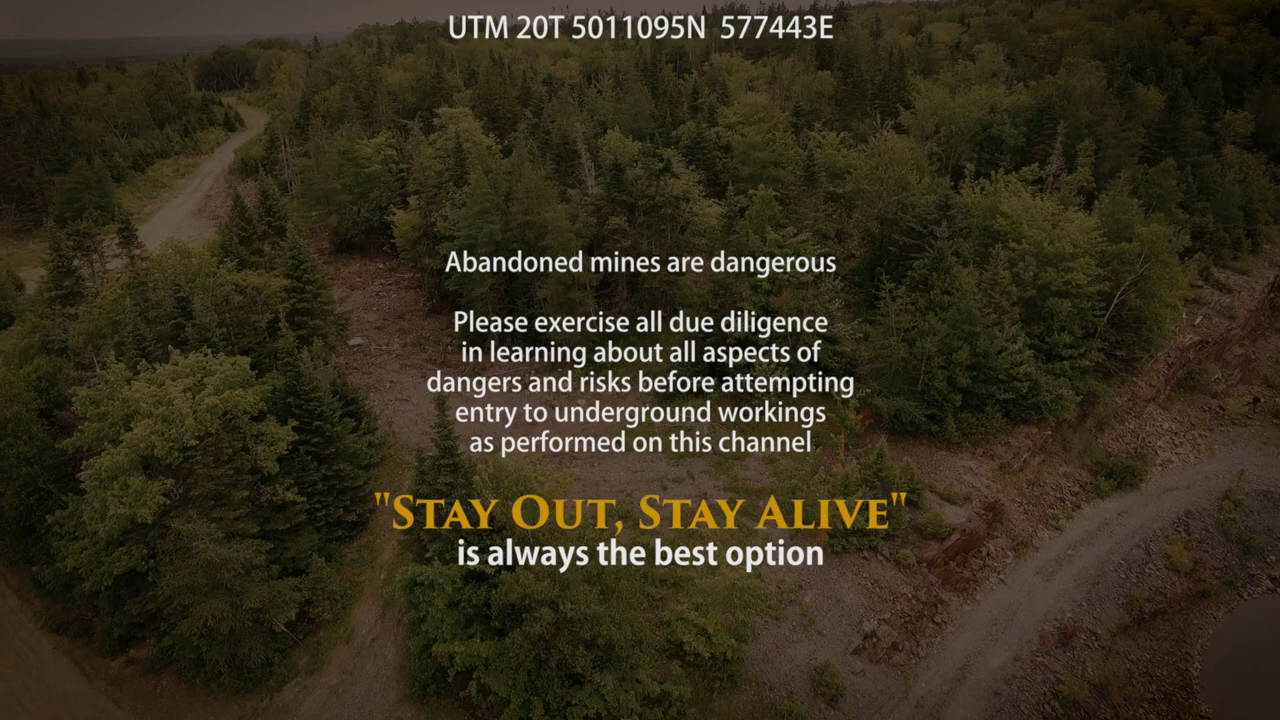 UTM 20T 5011095N  577443E
Abandoned mines are dangerous
Please exercise all due diligence
in learning about all aspects of
dangers and risks before attempting
entry to underground workings
as performed on this channel
"STAY OUT, STAY ALIVE"
is always the best option